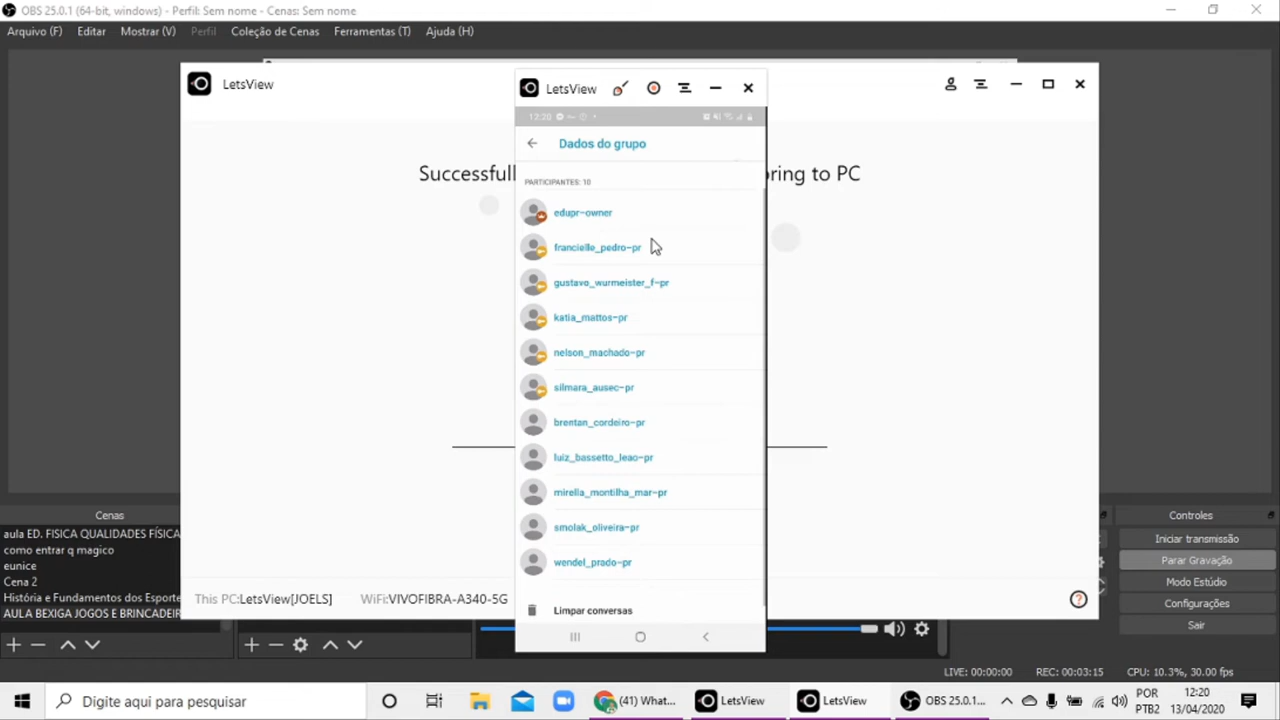 OBS 25.0.1 (64-bit, windows) - Perfil: Sem nome - Cenas: Sem nome
Arquivo (F) Editar Mostrar (V) Perfil Coleção de Cenas Ferramentas (T) Ajuda (H)
LetsView
LetsView
12:20
Dados do grupo
Successful
oring to PC
PARTICIPANTES: 10
edupr-owner
francielle_pedro-pr
gustavo_wurmeister_f-pr
katia_mattos-pr
nelson_machado-pr
silmara_ausec-pr
brentan_cordeiro-pr
luiz_bassetto_leao-pr
mirella_montilha_mar-pr
smolak_oliveira-pr
wendel_prado-pr
Limpar conversas
This PC:LetsView[JOELS] WiFi:VIVOFIBRA-A340-5G
Cenas
aula ED. FISICA QUALIDADES FÍSICA
como entrar q magico
eunice
Cena 2
História e Fundamentos dos Esporte
AULA BEXIGA JOGOS E BRINCADEIR
Controles
Iniciar transmissão
Parar Gravação
Modo Estúdio
Configurações
Sair
LIVE: 00:00:00 REC: 00:03:15 CPU: 10.3%, 30.00 fps
Digite aqui para pesquisar
(41) What...
LetsView
LetsView
OBS 25.0.1...
POR
PTB2
12:20
13/04/2020